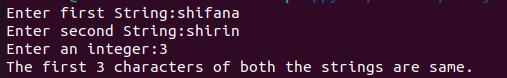 Enter first String:shifana
Enter second String:shirin
Enter an integer:3
The first 3 characters of both the strings are same.